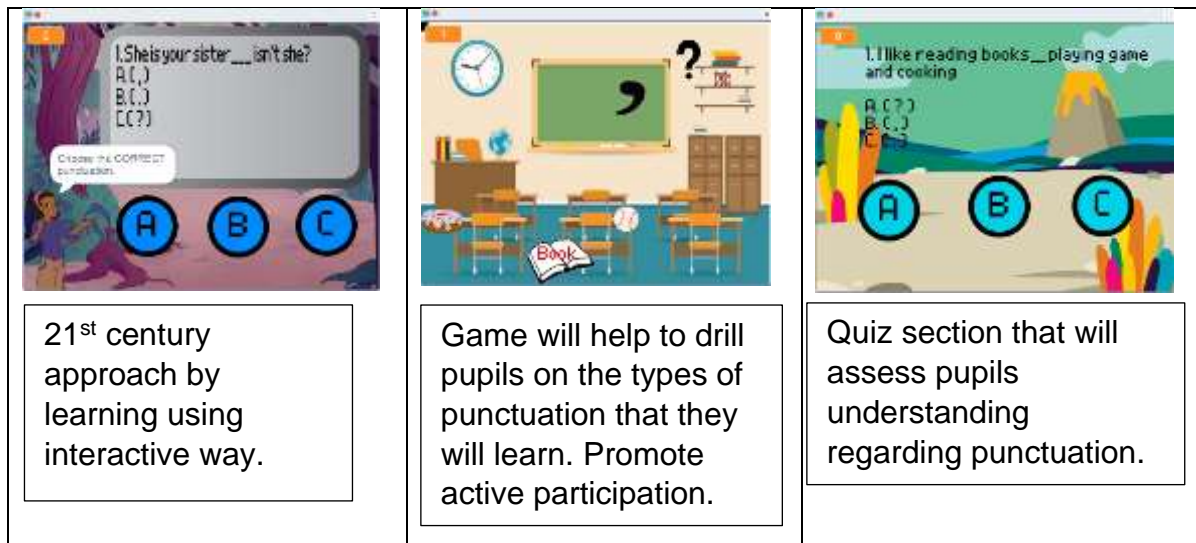 1.She is your sister___isn't she?
A.(,)
B.(.)
C.(?)
Choose the CORRECT
punctuation.
A B C
21st century
approach by
learning using
interactive way.
,
?
Book
Game will help to drill
pupils on the types of
punctuation that they
will learn. Promote
active participation.
1.I like reading books__playing game
and cooking
A.(?)
A B C
Quiz section that will
assess pupils
understanding
regarding punctuation.